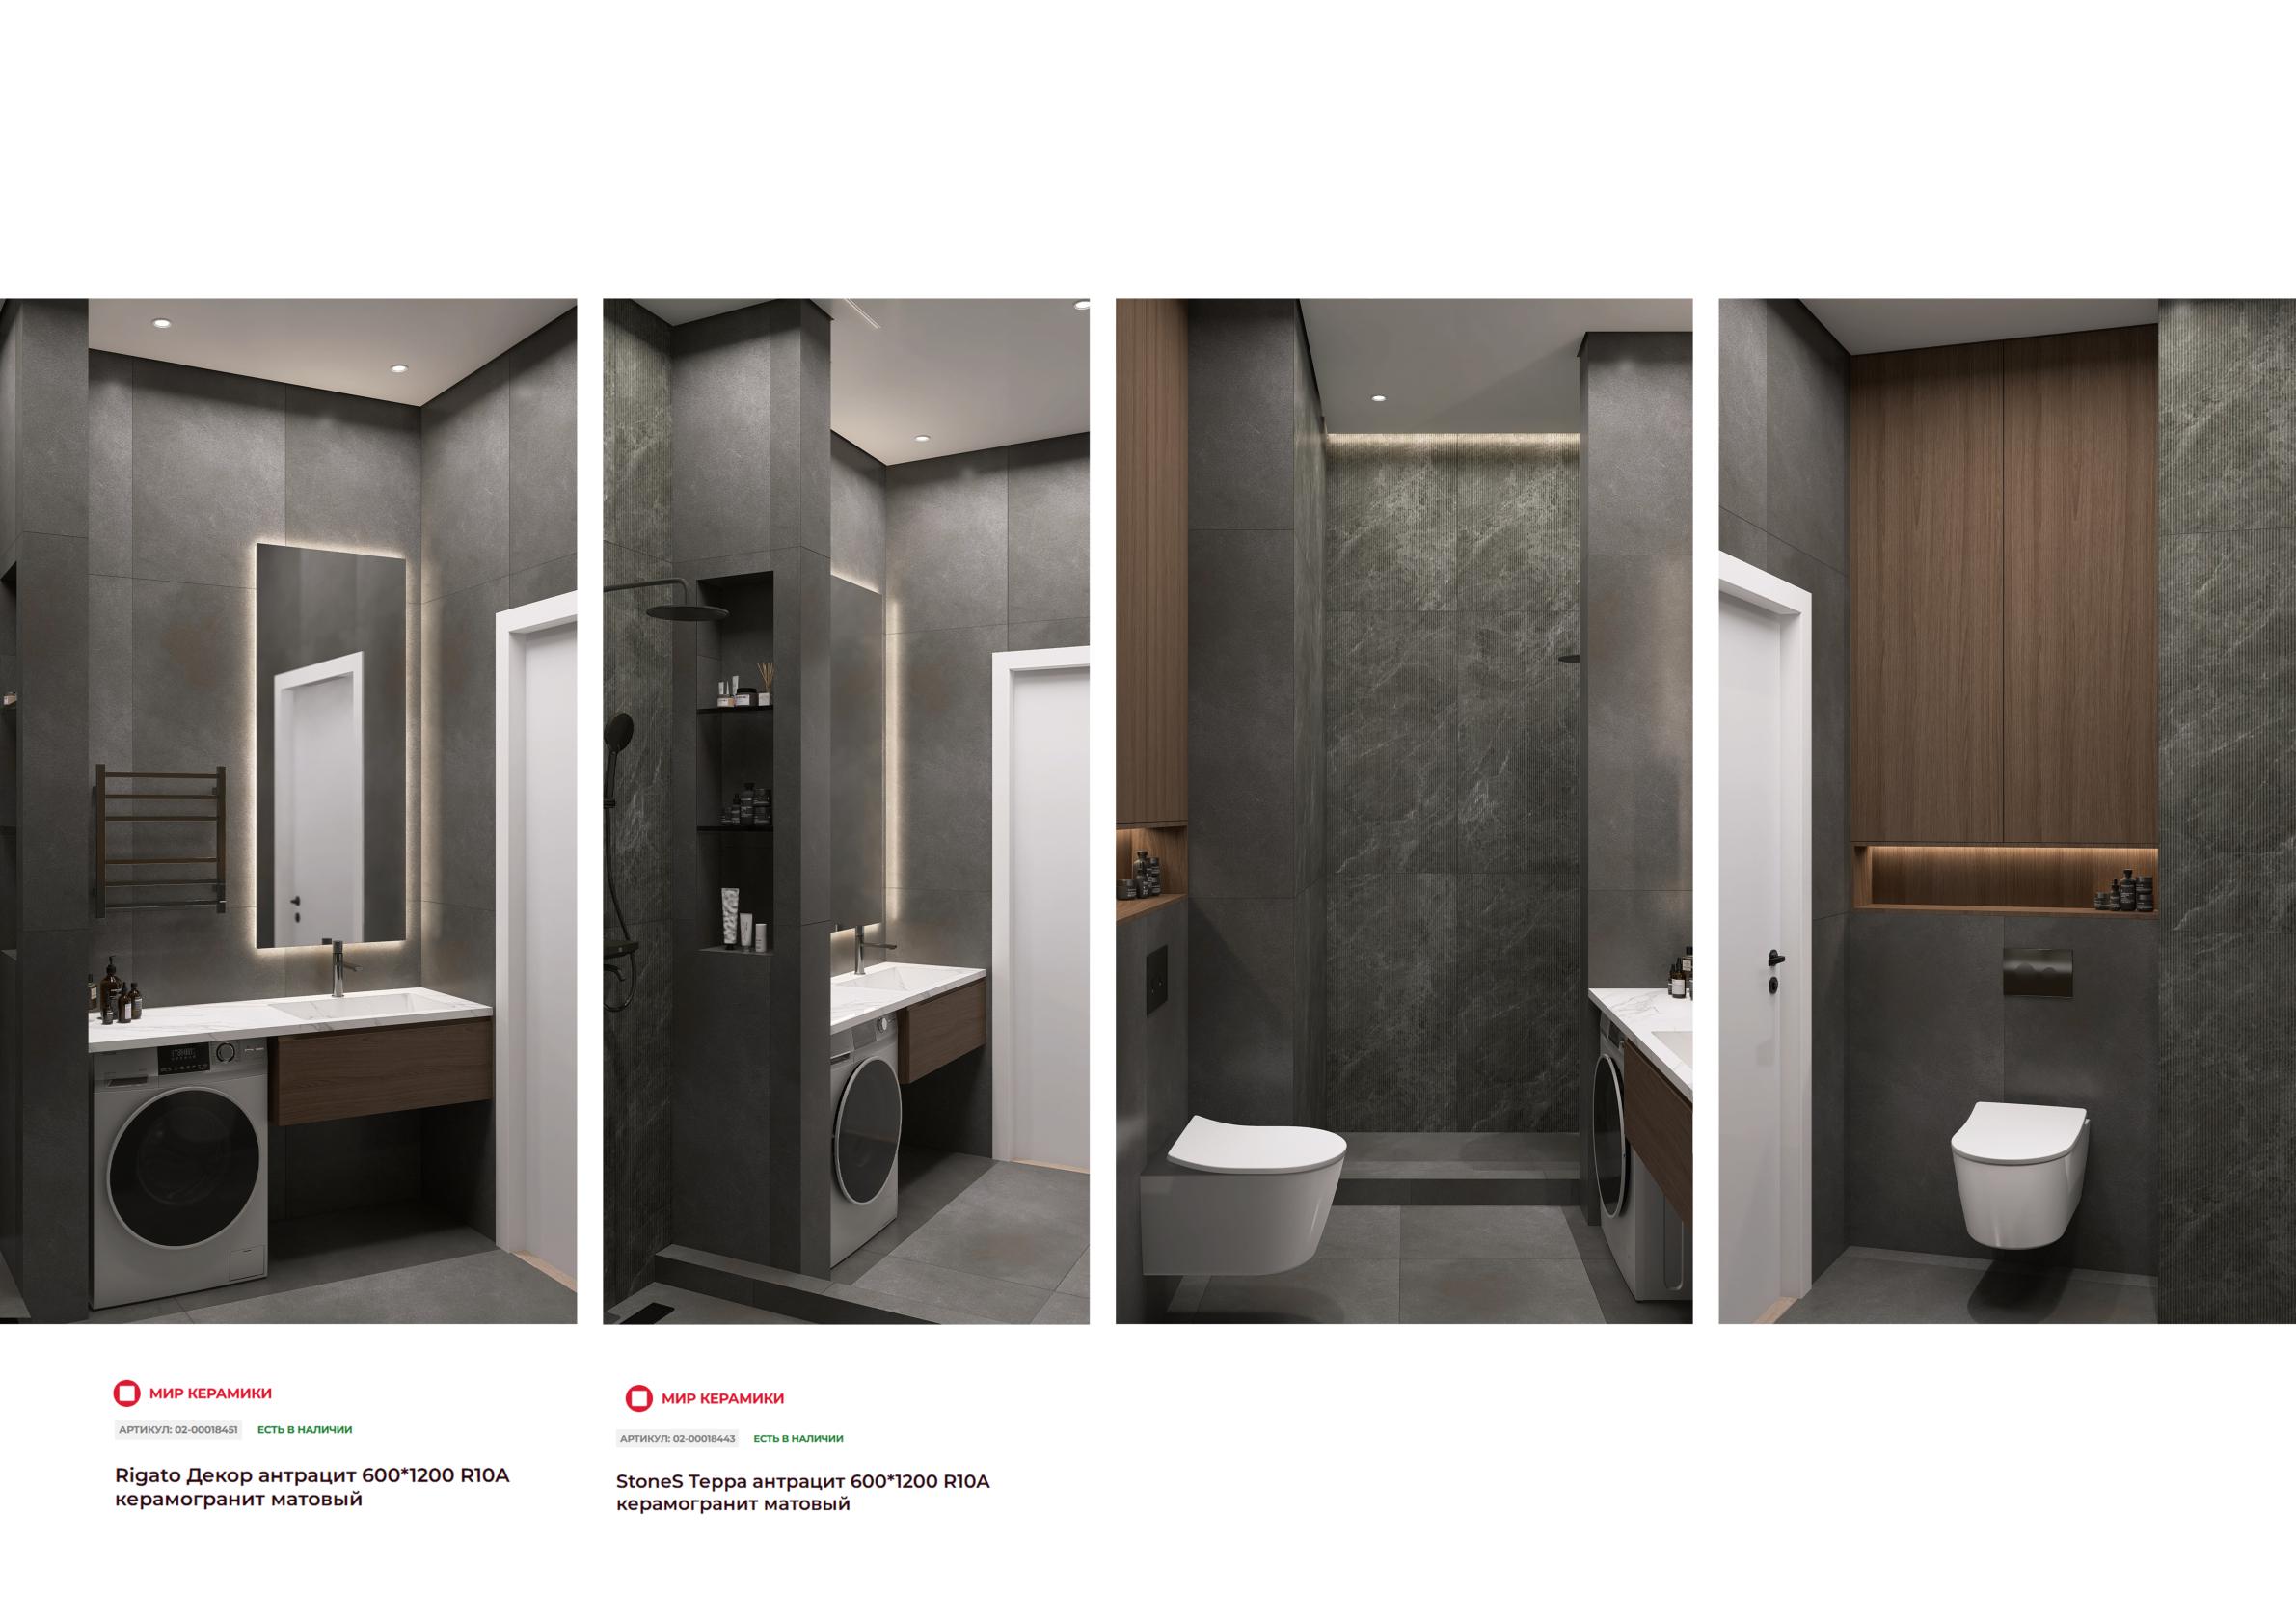 МИР КЕРАМИКИ
АРТИКУЛ: 02-00018451 ЕСТЬ В НАЛИЧИИ
Rigato Декор антрацит 600*1200 R10A
керамогранит матовый
МИР КЕРАМИКИ
АРТИКУЛ: 02-00018443 ЕСТЬ В НАЛИЧИИ
StoneS Терра антрацит 600*1200 R10A
керамогранит матовый